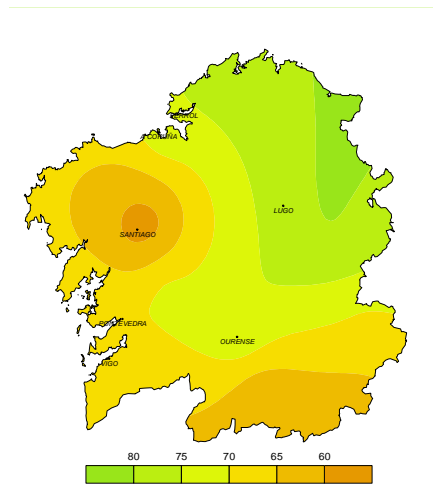 FERROL
A CORUÑA
LUGO
SANTIAGO
PONTEVEDRA
OURENSE
VIGO
80 75 70 65 60